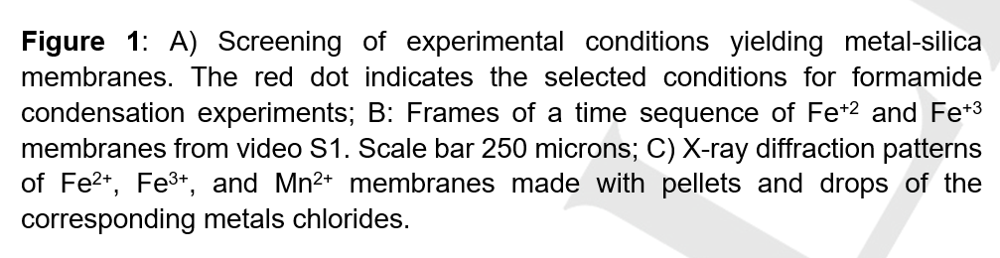 Figure 1: A) Screening of experimental conditions yielding metal-silica
membranes. The red dot indicates the selected conditions for formamide
condensation experiments; B: Frames of a time sequence of Fe⁺² and Fe⁺³
membranes from video S1. Scale bar 250 microns; C) X-ray diffraction patterns
of Fe²⁺, Fe³⁺, and Mn²⁺ membranes made with pellets and drops of the
corresponding metals chlorides.